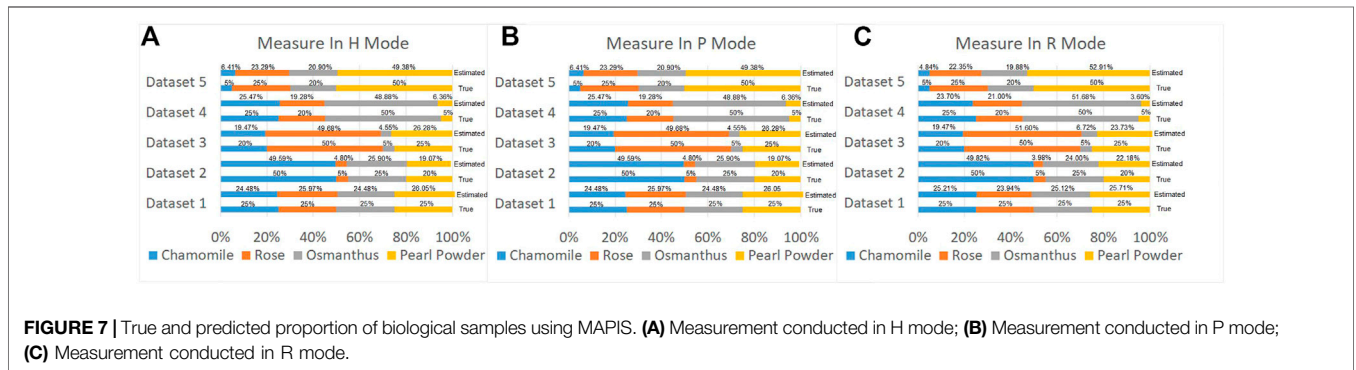 A
Measure In H Mode
6.41% 23.29% 20.90% 49.38% Estimated
Dataset 5
5% 25% 20% 50% True
25.47% 19.28% 48.88% 6.36% Estimated
Dataset 4
25% 20% 50% 5% True
19.47% 49.68% 4.55% 26.28% Estimated
Dataset 3
20% 50% 5% 25% True
49.59% 4.80% 25.90% 19.07% Estimated
Dataset 2
50% 5% 25% 20% True
24.48% 25.97% 24.48% 26.05% Estimated
Dataset 1
25% 25% 25% 25% True
0% 20% 40% 60% 80% 100%
Chamomile Rose Osmanthus Pearl Powder
B
Measure In P Mode
6.41% 23.29% 20.90% 49.38% Estimated
Dataset 5
5% 25% 20% 50% True
25.47% 19.28% 48.88% 6.36% Estimated
Dataset 4
25% 20% 50% 5% True
19.47% 49.68% 4.55% 26.28% Estimated
Dataset 3
20% 50% 5% 25% True
49.59% 4.80% 25.90% 19.07% Estimated
Dataset 2
50% 5% 25% 20% True
24.48% 25.97% 24.48% 26.05 Estimated
Dataset 1
25% 25% 25% 25% True
0% 20% 40% 60% 80% 100%
Chamomile Rose Osmanthus Pearl Powder
C
Measure In R Mode
4.84% 22.35% 19.88% 52.91% Estimated
Dataset 5
5% 25% 20% 50% True
23.70% 21.00% 51.68% 3.60% Estimated
Dataset 4
25% 20% 50% 5% True
19.47% 51.60% 6.72% 23.73% Estimated
Dataset 3
20% 50% 5% 25% True
49.82% 3.98% 24.00% 22.18% Estimated
Dataset 2
50% 5% 25% 20% True
25.21% 23.94% 25.12% 25.71% Estimated
Dataset 1
25% 25% 25% 25% True
0% 20% 40% 60% 80% 100%
Chamomile Rose Osmanthus Pearl Powder
FIGURE 7 | True and predicted proportion of biological samples using MAPIS. (A) Measurement conducted in H mode; (B) Measurement conducted in P mode;
(C) Measurement conducted in R mode.